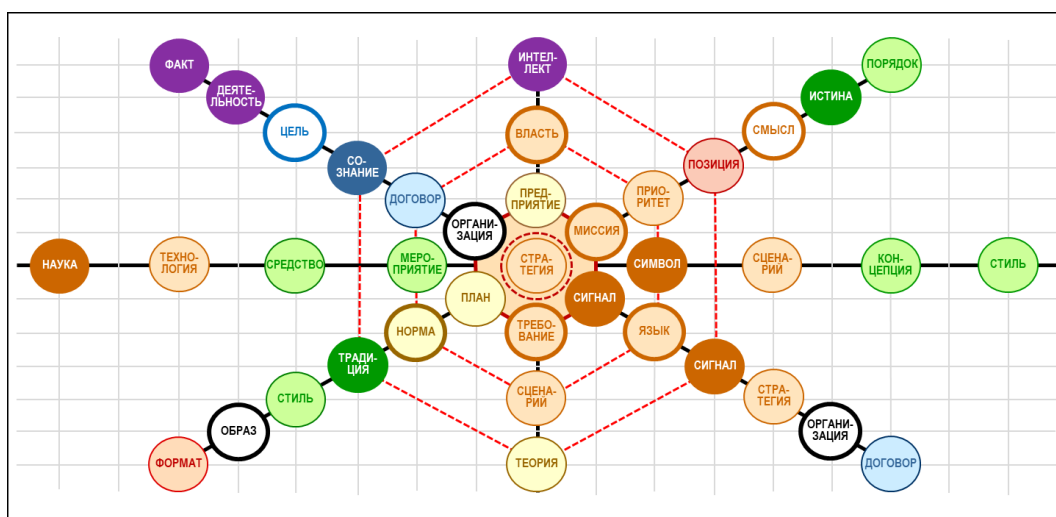 ФАКТ
ИНТЕЛ-
ЛЕКТ
ПОРЯДОК
ДЕЯТЕ-
ЛЬНОСТЬ
ИСТИНА
ЦЕЛЬ
ВЛАСТЬ
СМЫСЛ
СО-
ЗНАНИЕ
ПОЗИЦИЯ
ДОГОВОР
ПРЕД-
ПРИЯТИЕ
ПРИО-
РИТЕТ
ОРГАНИ-
ЗАЦИЯ
МИССИЯ
НАУКА
ТЕХНО-
ЛОГИЯ
СРЕДСТВО
МЕРО-
ПРИЯТИЕ
СТРА-
ТЕГИЯ
СИМВОЛ
СЦЕНА-
РИЙ
КОН-
ЦЕПЦИЯ
СТИЛЬ
ПЛАН
СИГНАЛ
НОРМА
ТРЕБО-
ВАНИЕ
ЯЗЫК
ТРАДИ-
ЦИЯ
СИГНАЛ
СТИЛЬ
СЦЕНА-
РИЙ
СТРА-
ТЕГИЯ
ОБРАЗ
ОРГАНИ-
ЗАЦИЯ
ФОРМАТ
ТЕОРИЯ
ДОГОВОР